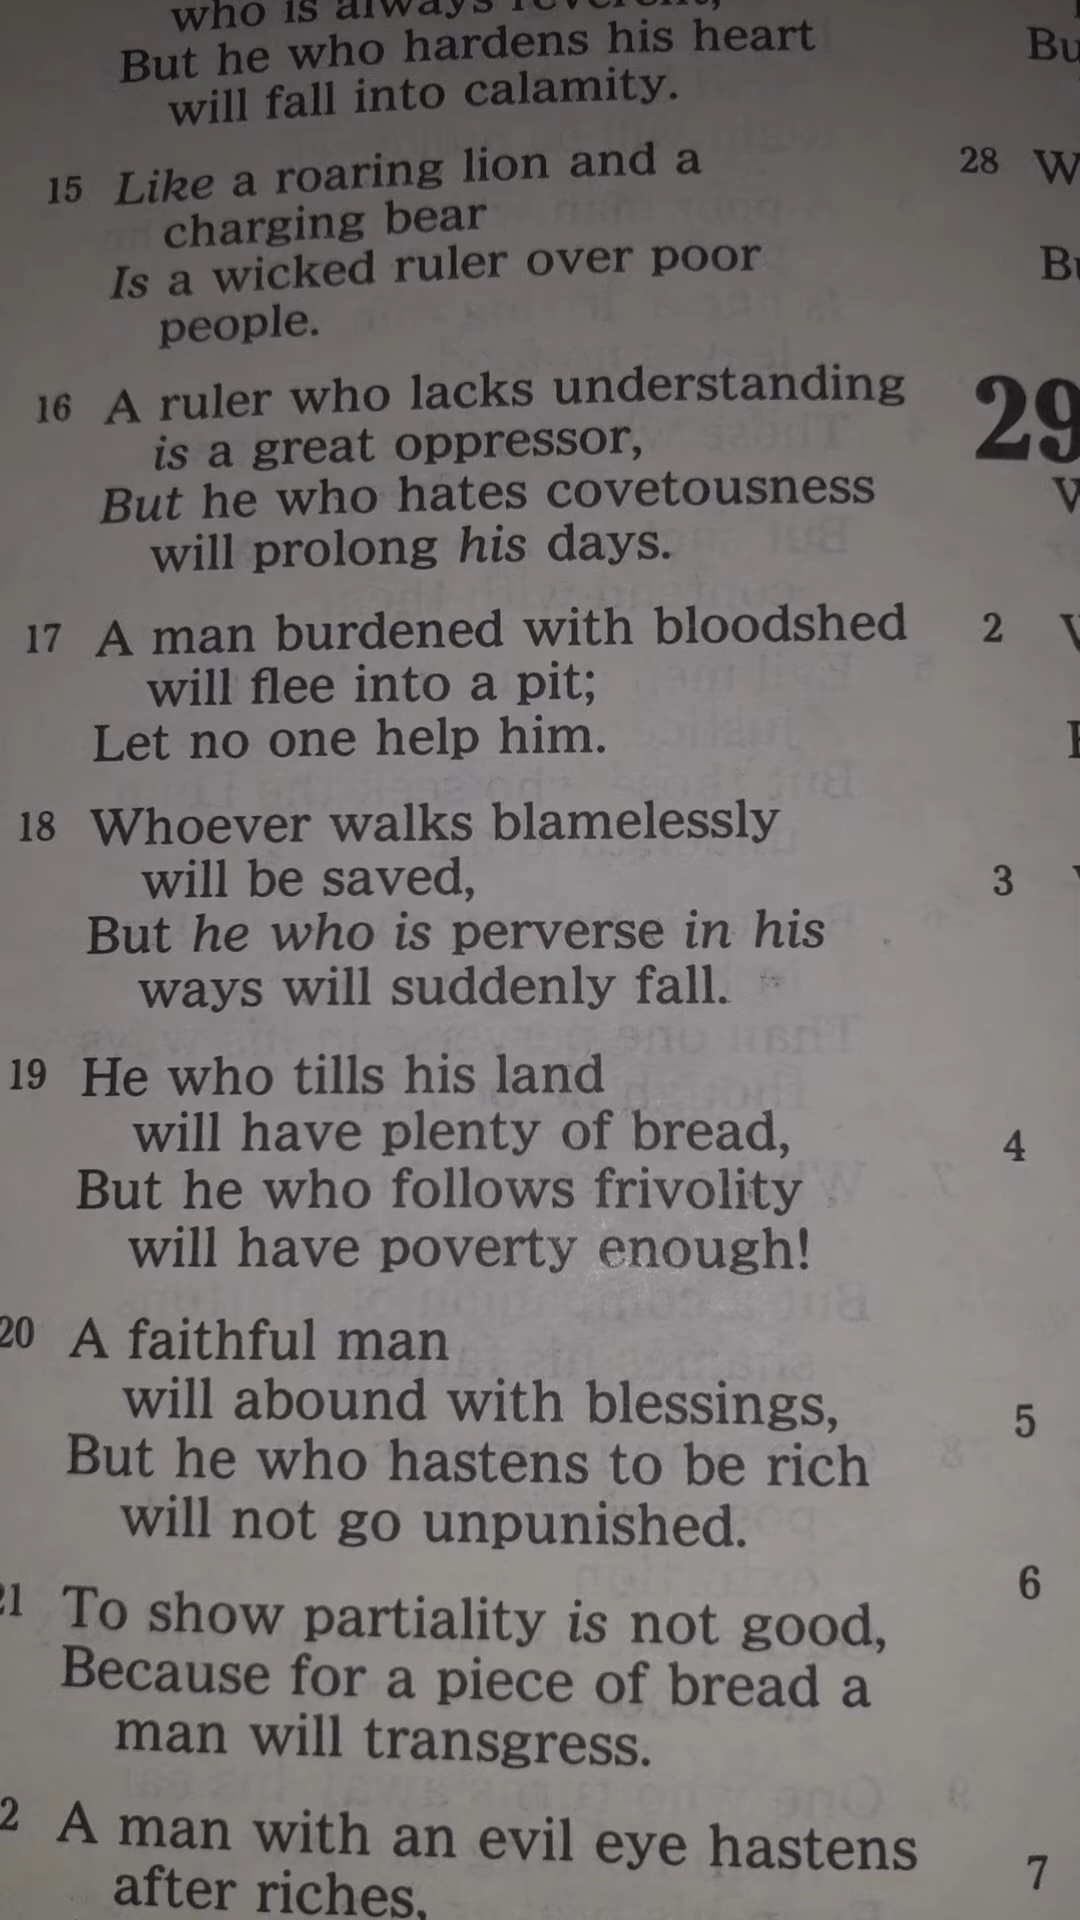 who is always reverent,
But he who hardens his heart
will fall into calamity.
15 Like a roaring lion and a
charging bear
Is a wicked ruler over poor
people.
16 A ruler who lacks understanding
is a great oppressor,
But he who hates covetousness
will prolong his days.
17 A man burdened with bloodshed
will flee into a pit;
Let no one help him.
18 Whoever walks blamelessly
will be saved,
But he who is perverse in his
ways will suddenly fall.
19 He who tills his land
will have plenty of bread,
But he who follows frivolity
will have poverty enough!
20 A faithful man
will abound with blessings,
But he who hastens to be rich
will not go unpunished.
21 To show partiality is not good,
Because for a piece of bread a
man will transgress.
2 A man with an evil eye hastens
after riches,
Bu
28 W
29
2
3
4
5
6
7